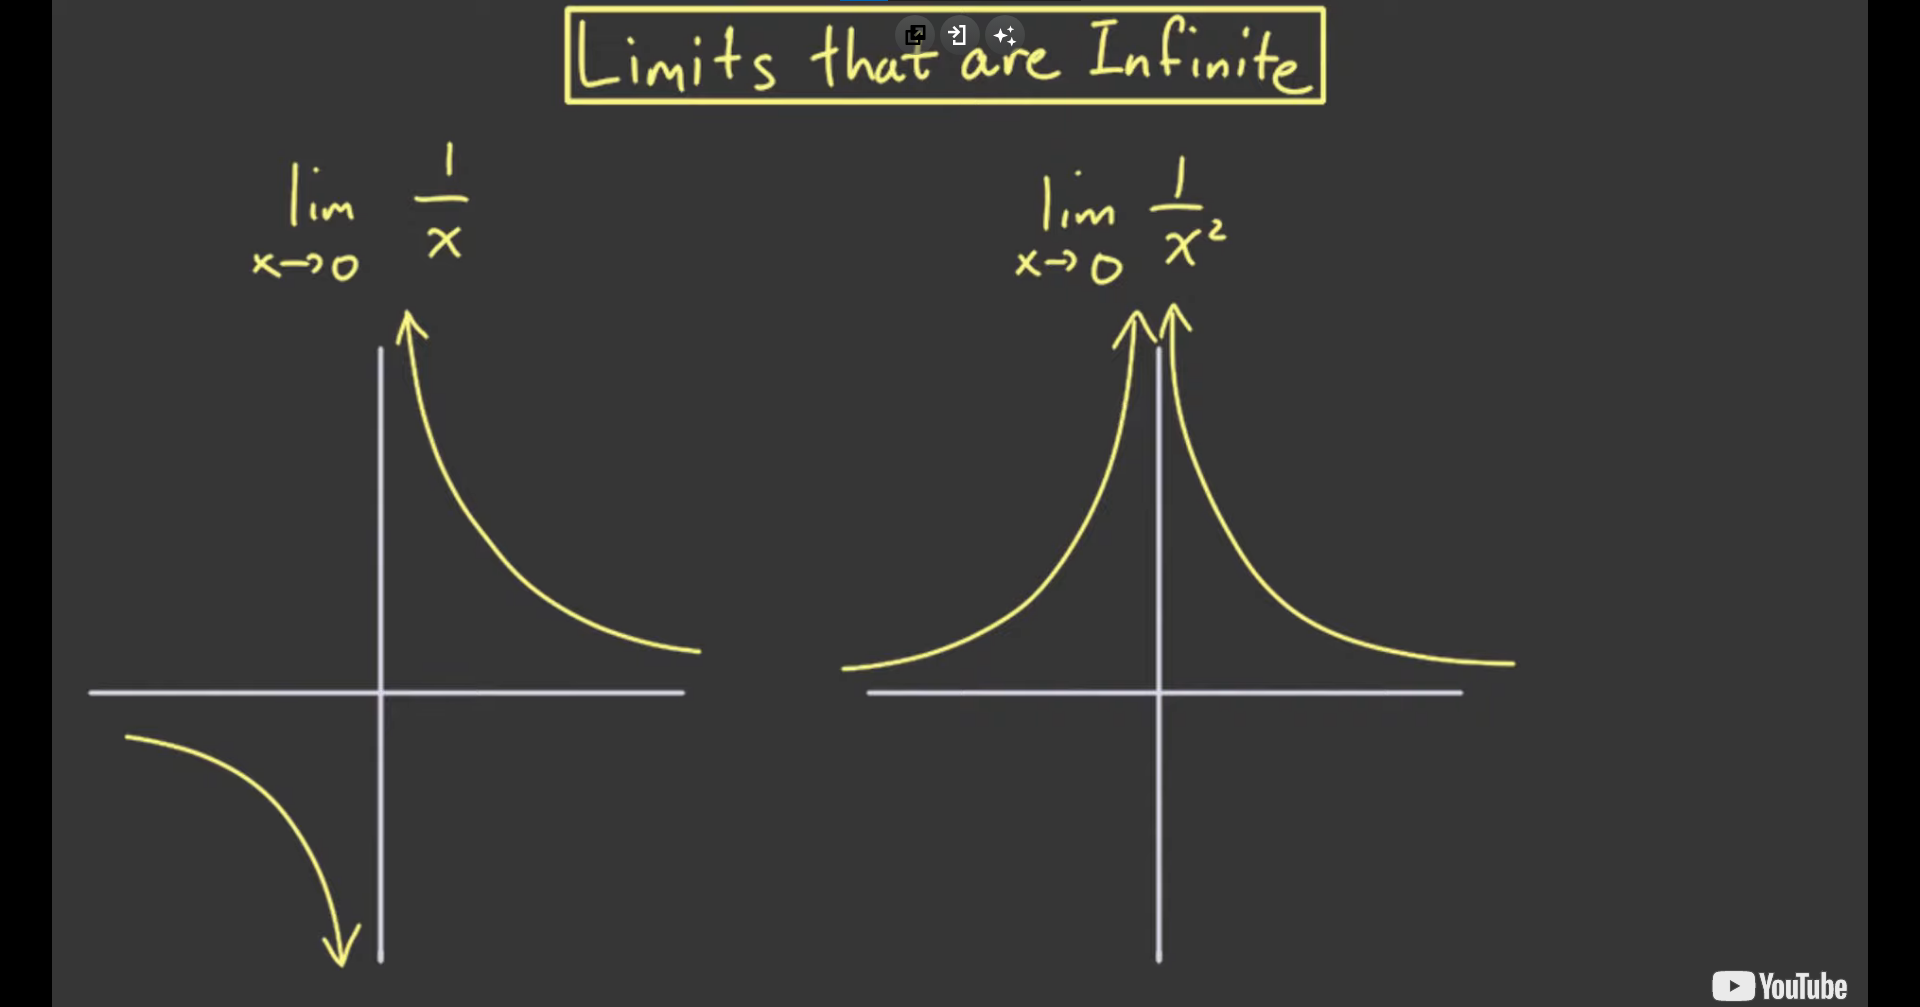 Limits that are Infinite
lim x→0 1/x
lim x→0 1/x²
YouTube